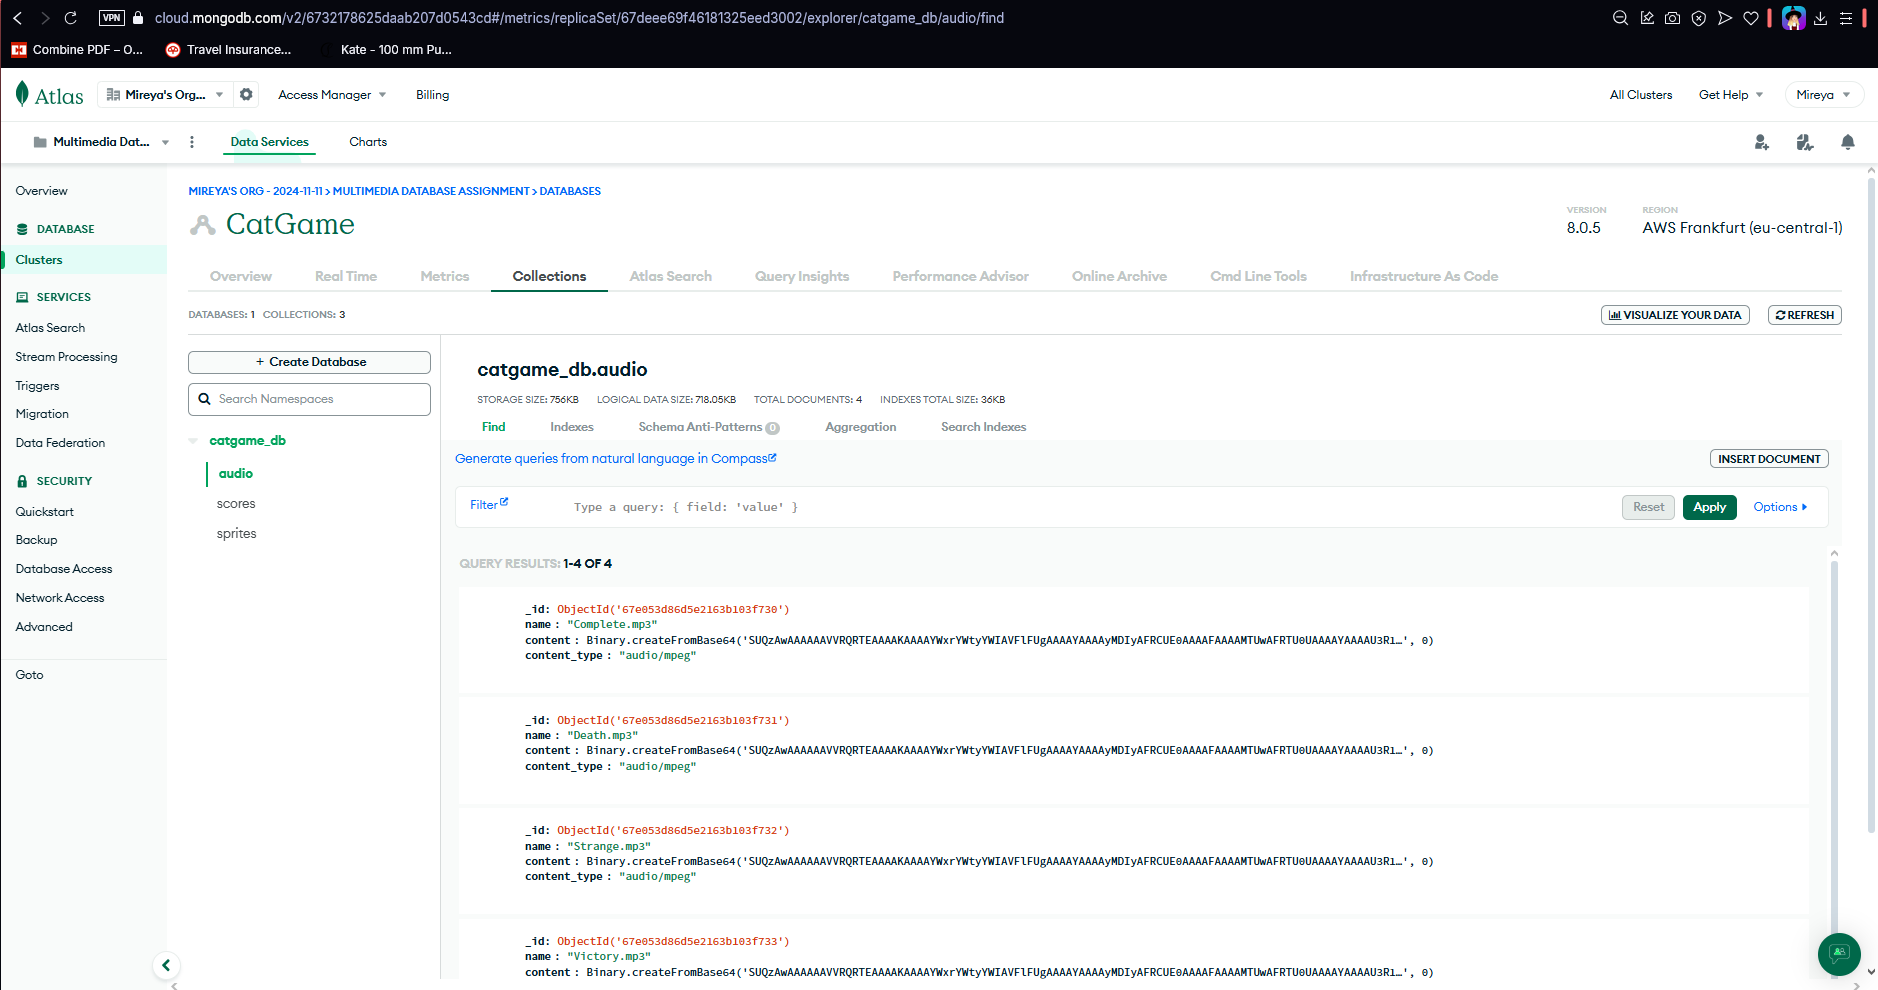 VPN
cloud.mongodb.com/v2/6732178625daab207d0543cd#/metrics/replicaSet/67deee69f46181325eed3002/explorer/catgame_db/audio/find
Combine PDF – O...
Travel Insurance...
Kate - 100 mm Pu...
Atlas
Mireya's Org...
Access Manager
Billing
All Clusters
Get Help
Mireya
Multimedia Dat...
Data Services
Charts
Overview
DATABASE
Clusters
SERVICES
Atlas Search
Stream Processing
Triggers
Migration
Data Federation
SECURITY
Quickstart
Backup
Database Access
Network Access
Advanced
Goto
MIREYA'S ORG - 2024-11-11 > MULTIMEDIA DATABASE ASSIGNMENT > DATABASES
CatGame
VERSION
8.0.5
REGION
AWS Frankfurt (eu-central-1)
Overview
Real Time
Metrics
Collections
Atlas Search
Query Insights
Performance Advisor
Online Archive
Cmd Line Tools
Infrastructure As Code
DATABASES: 1 COLLECTIONS: 3
VISUALIZE YOUR DATA
REFRESH
+ Create Database
Search Namespaces
catgame_db
audio
scores
sprites
catgame_db.audio
STORAGE SIZE: 756KB LOGICAL DATA SIZE: 718.05KB TOTAL DOCUMENTS: 4 INDEXES TOTAL SIZE: 36KB
Find
Indexes
Schema Anti-Patterns 0
Aggregation
Search Indexes
Generate queries from natural language in Compass
INSERT DOCUMENT
Filter
Type a query: { field: 'value' }
Reset
Apply
Options
QUERY RESULTS: 1-4 OF 4
_id: ObjectId('67e053d86d5e2163b103f730')
name : "Complete.mp3"
content : Binary.createFromBase64('SUQzAwAAAAAAVVRQRTEAAAAKAAAAYWxrYWtyYWIAVFlFUgAAAAYAAAAyMDIyAFRCUE0AAAAFAAAAMTUwAFRTU0UAAAAYAAAAU3Ri…', 0)
content_type : "audio/mpeg"
_id: ObjectId('67e053d86d5e2163b103f731')
name : "Death.mp3"
content : Binary.createFromBase64('SUQzAwAAAAAAVVRQRTEAAAAKAAAAYWxrYWtyYWIAVFlFUgAAAAYAAAAyMDIyAFRCUE0AAAAFAAAAMTUwAFRTU0UAAAAYAAAAU3Ri…', 0)
content_type : "audio/mpeg"
_id: ObjectId('67e053d86d5e2163b103f732')
name : "Strange.mp3"
content : Binary.createFromBase64('SUQzAwAAAAAAVVRQRTEAAAAKAAAAYWxrYWtyYWIAVFlFUgAAAAYAAAAyMDIyAFRCUE0AAAAFAAAAMTUwAFRTU0UAAAAYAAAAU3Ri…', 0)
content_type : "audio/mpeg"
_id: ObjectId('67e053d86d5e2163b103f733')
name : "Victory.mp3"
content : Binary.createFromBase64('SUQzAwAAAAAAVVRQRTEAAAAKAAAAYWxrYWtyYWIAVFlFUgAAAAYAAAAyMDIyAFRCUE0AAAAFAAAAMTUwAFRTU0UAAAAYAAAAU3Ri…', 0)